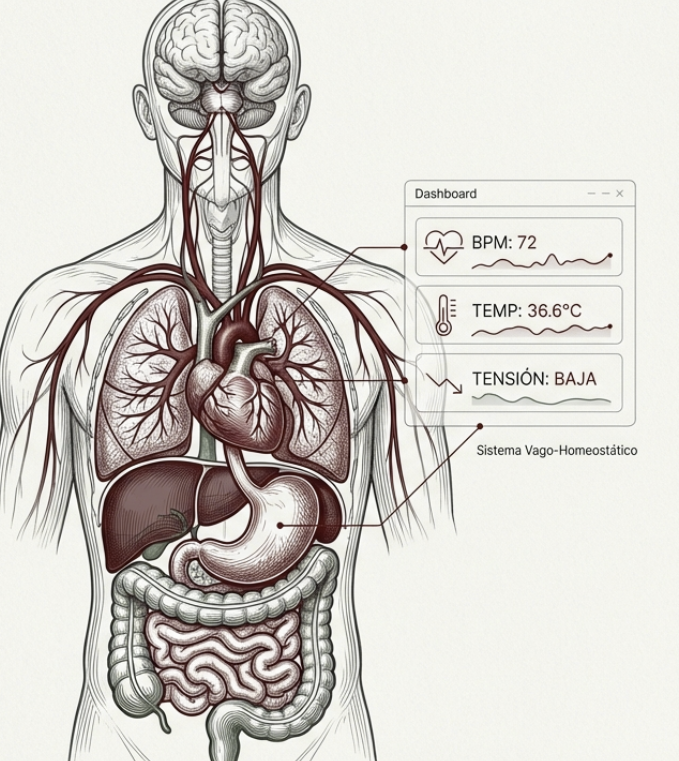 Dashboard
BPM: 72
TEMP: 36.6°C
TENSIÓN: BAJA
Sistema Vago-Homeostático